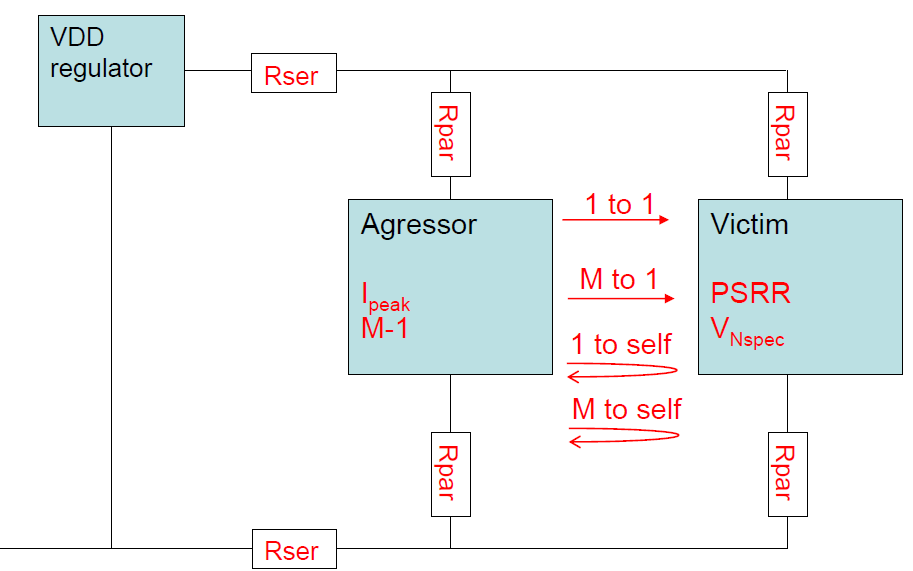 VDD
regulator
Rser
Rpar
Rpar
Agressor
1 to 1
Victim
M to 1
Ipeak
M-1
PSRR
VNspec
1 to self
M to self
Rpar
Rpar
Rser